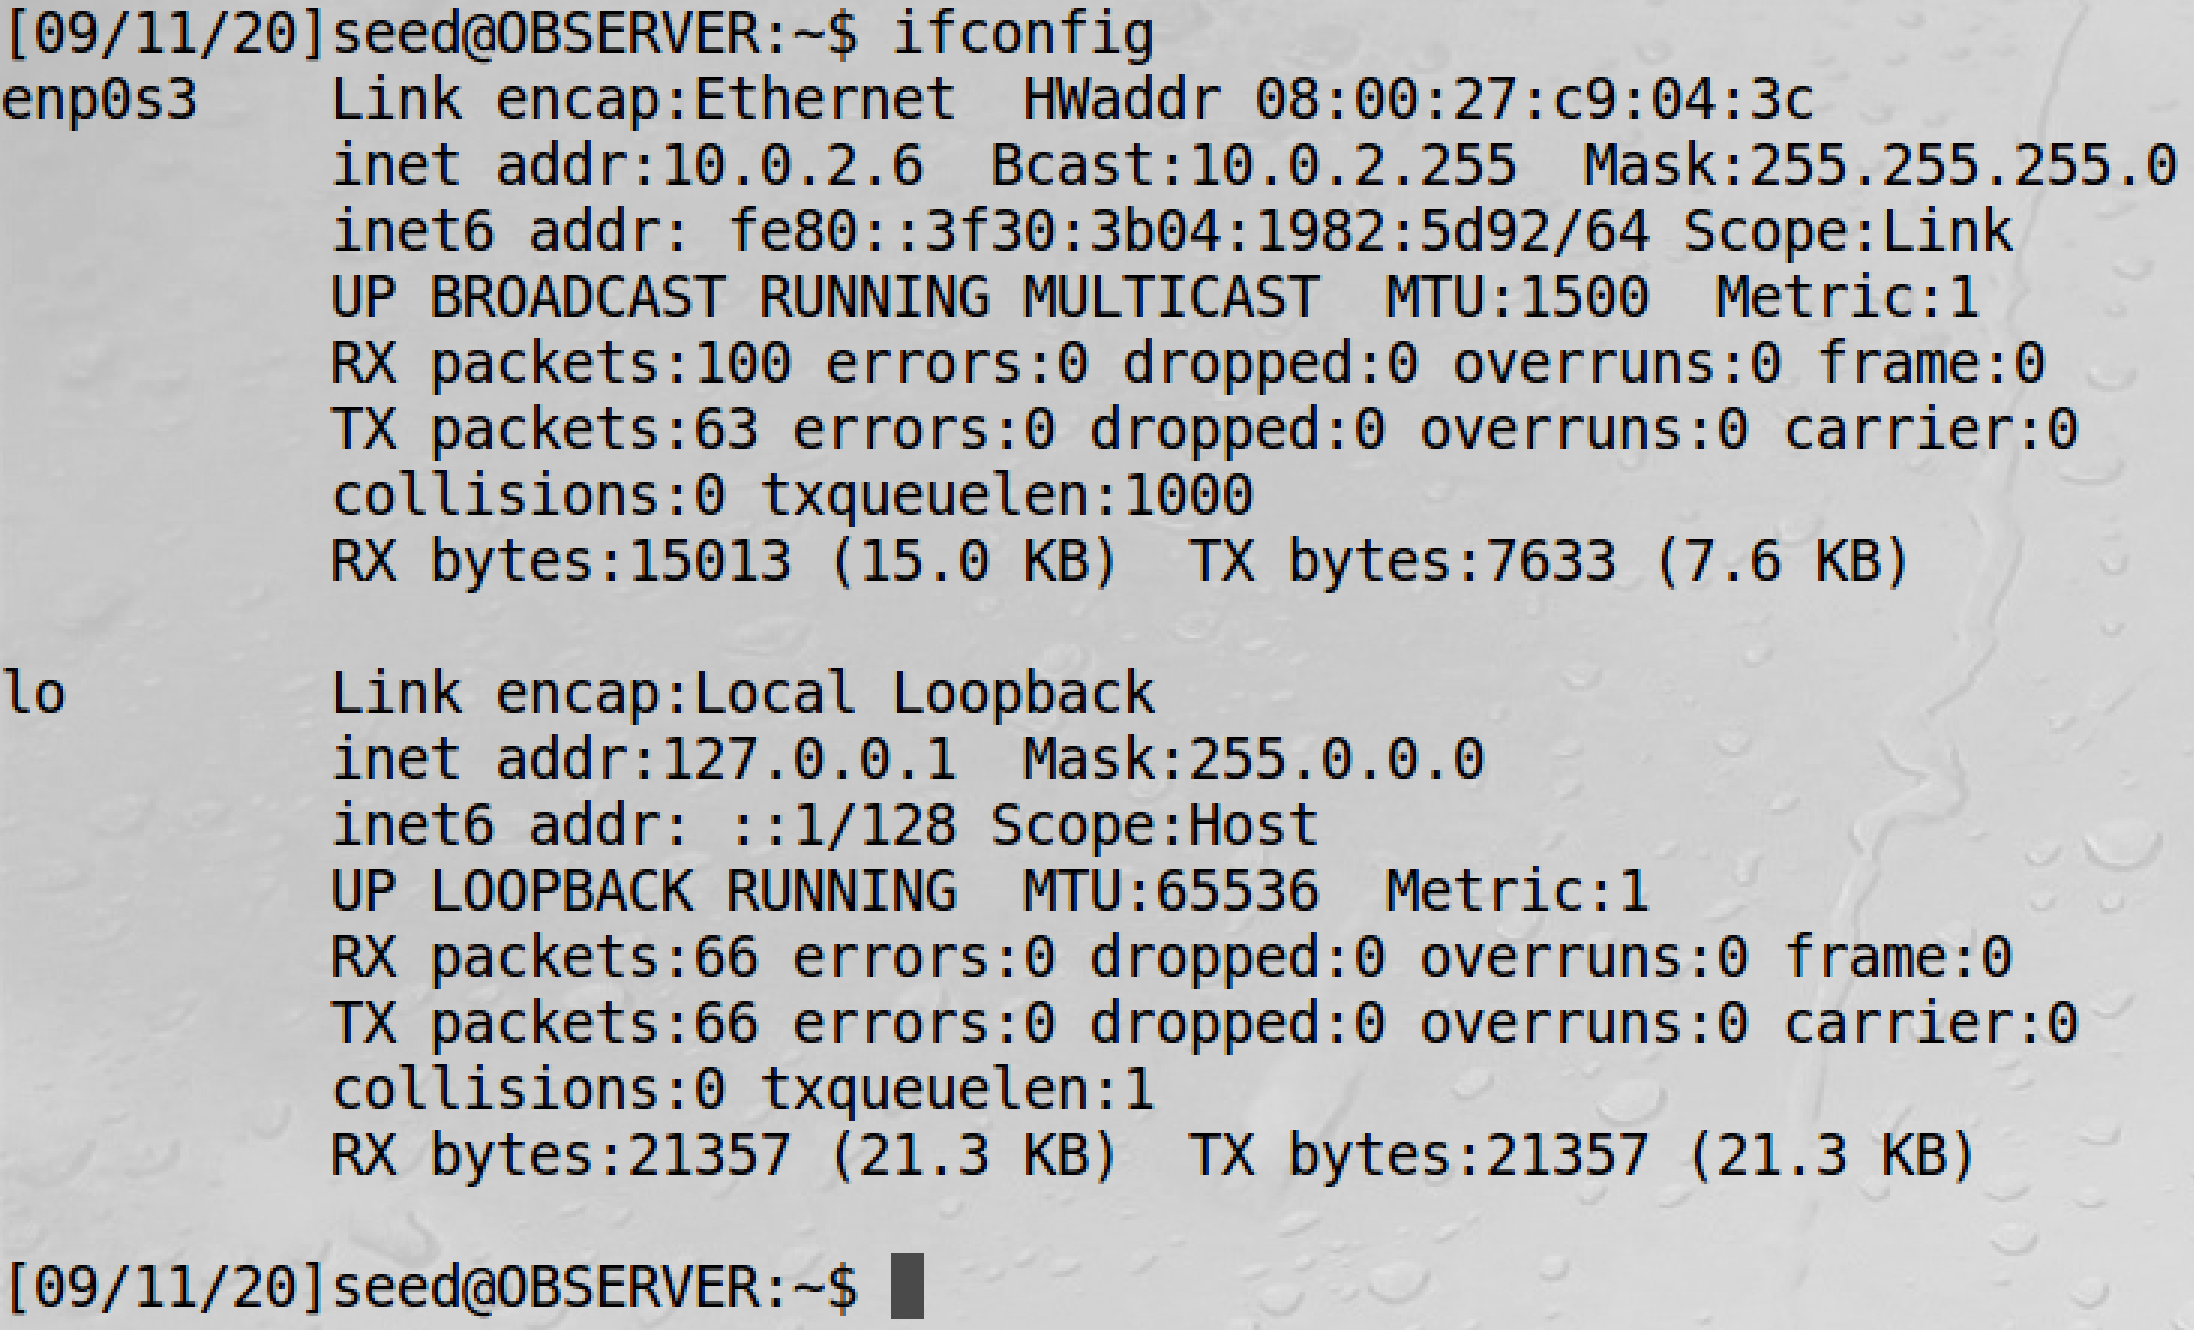 [09/11/20]seed@OBSERVER:~$ ifconfig
enp0s3    Link encap:Ethernet  HWaddr 08:00:27:c9:04:3c
          inet addr:10.0.2.6  Bcast:10.0.2.255  Mask:255.255.255.0
          inet6 addr: fe80::3f30:3b04:1982:5d92/64 Scope:Link
          UP BROADCAST RUNNING MULTICAST  MTU:1500  Metric:1
          RX packets:100 errors:0 dropped:0 overruns:0 frame:0
          TX packets:63 errors:0 dropped:0 overruns:0 carrier:0
          collisions:0 txqueuelen:1000
          RX bytes:15013 (15.0 KB)  TX bytes:7633 (7.6 KB)

lo        Link encap:Local Loopback
          inet addr:127.0.0.1  Mask:255.0.0.0
          inet6 addr: ::1/128 Scope:Host
          UP LOOPBACK RUNNING  MTU:65536  Metric:1
          RX packets:66 errors:0 dropped:0 overruns:0 frame:0
          TX packets:66 errors:0 dropped:0 overruns:0 carrier:0
          collisions:0 txqueuelen:1
          RX bytes:21357 (21.3 KB)  TX bytes:21357 (21.3 KB)

[09/11/20]seed@OBSERVER:~$